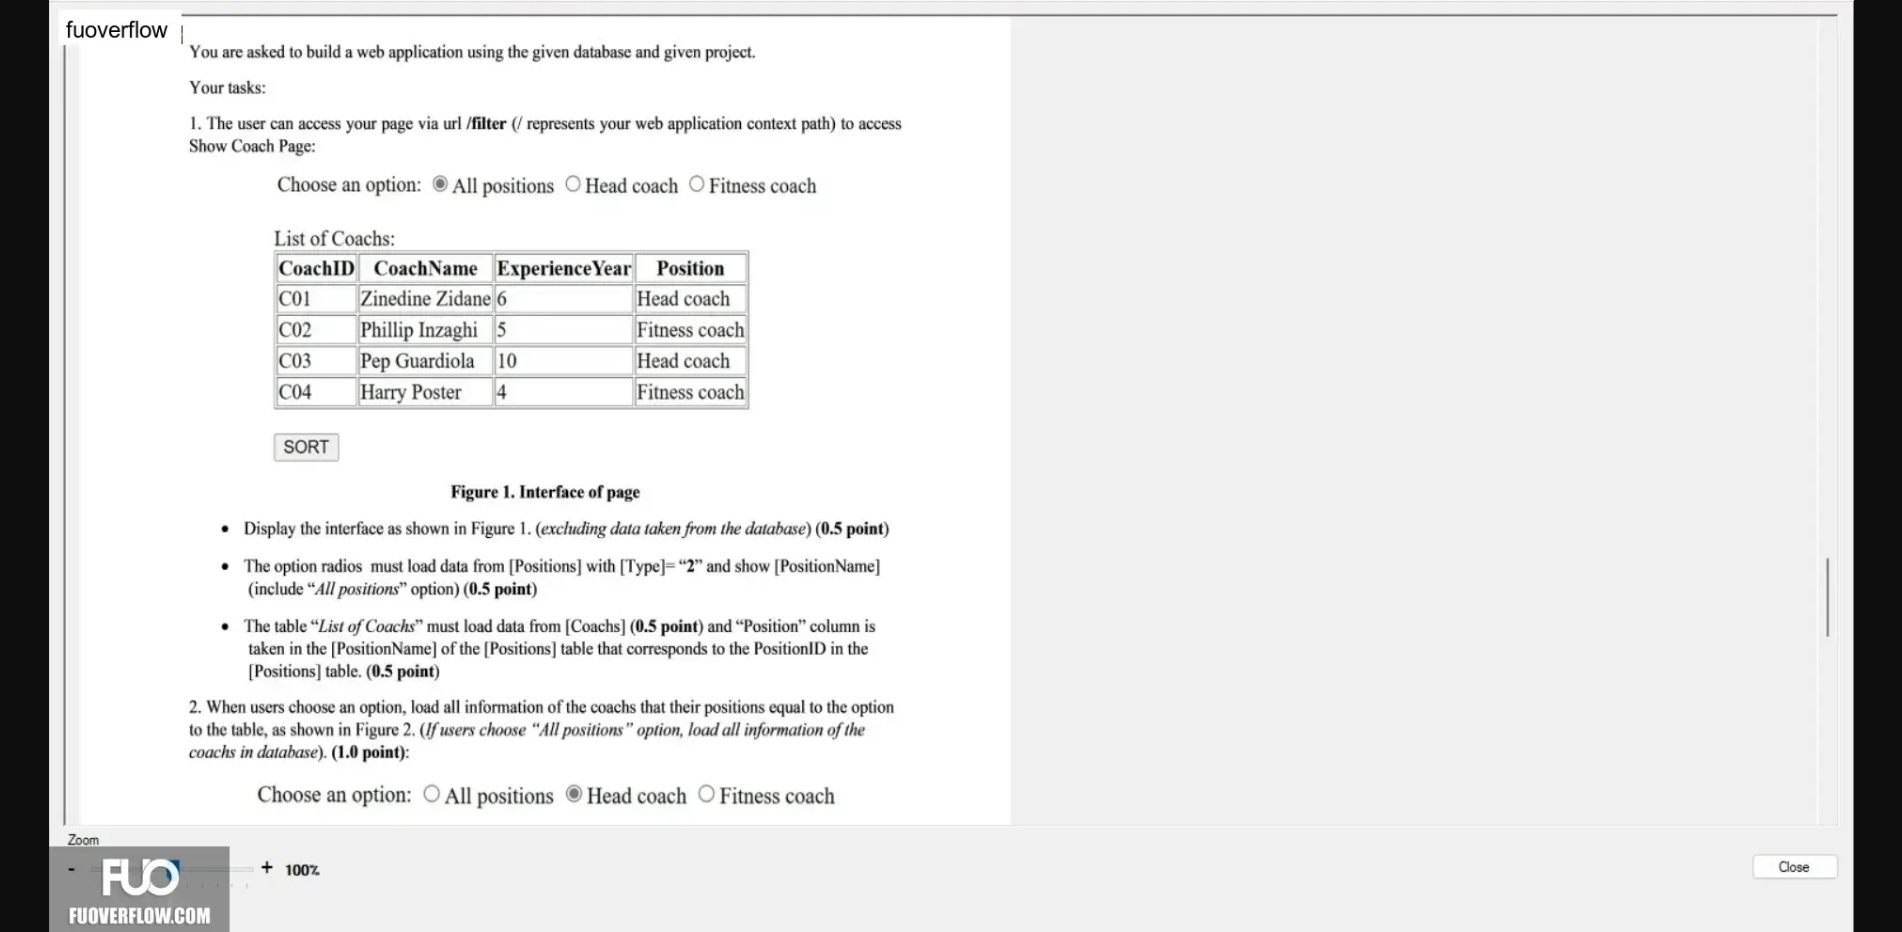 fuoverflow
You are asked to build a web application using the given database and given project.
Your tasks:
1. The user can access your page via url /filter (/ represents your web application context path) to access
Show Coach Page:
Choose an option: All positions Head coach Fitness coach
List of Coachs:
CoachID CoachName ExperienceYear Position
C01 Zinedine Zidane 6 Head coach
C02 Phillip Inzaghi 5 Fitness coach
C03 Pep Guardiola 10 Head coach
C04 Harry Poster 4 Fitness coach
SORT
Figure 1. Interface of page
• Display the interface as shown in Figure 1. (excluding data taken from the database) (0.5 point)
• The option radios must load data from [Positions] with [Type]= “2” and show [PositionName]
(include “All positions” option) (0.5 point)
• The table “List of Coachs” must load data from [Coachs] (0.5 point) and “Position” column is
taken in the [PositionName] of the [Positions] table that corresponds to the PositionID in the
[Positions] table. (0.5 point)
2. When users choose an option, load all information of the coachs that their positions equal to the option
to the table, as shown in Figure 2. (If users choose “All positions” option, load all information of the
coachs in database). (1.0 point):
Choose an option: All positions Head coach Fitness coach
Zoom
- + 100%
Close
FUO
FUOVERFLOW.COM